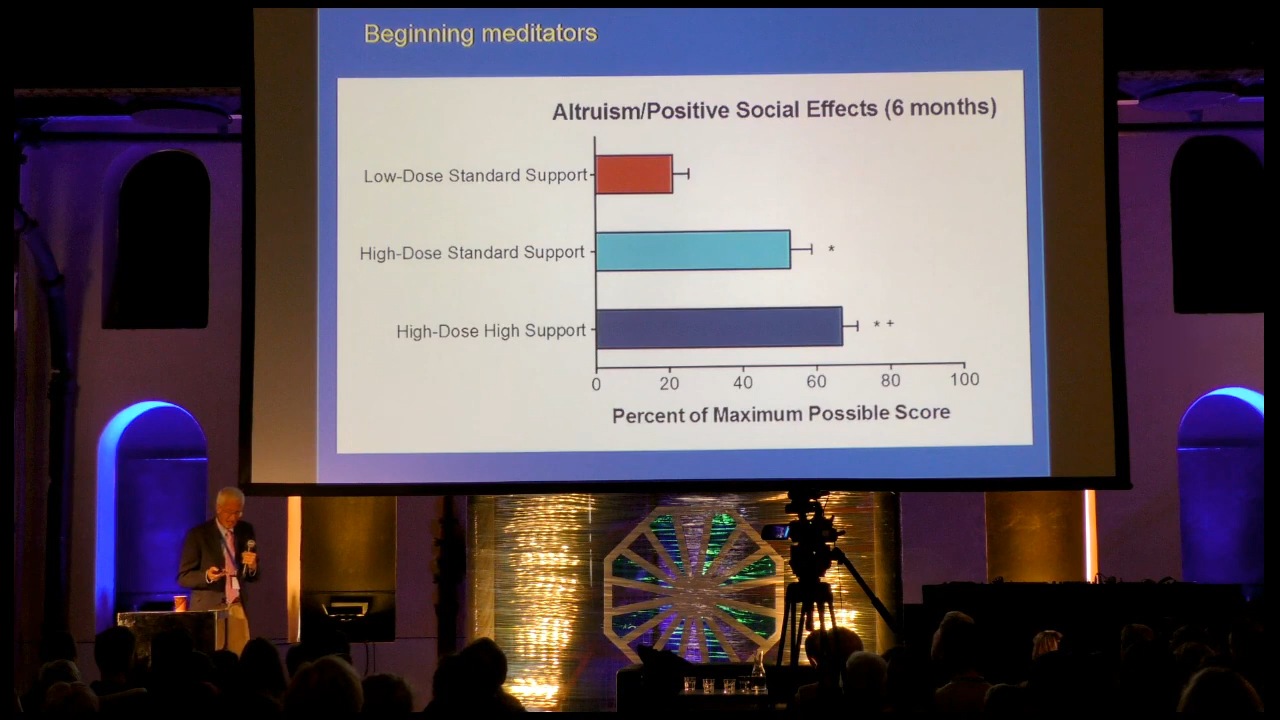 Beginning meditators
Altruism/Positive Social Effects (6 months)
Low-Dose Standard Support
High-Dose Standard Support
*
High-Dose High Support
* +
0 20 40 60 80 100
Percent of Maximum Possible Score